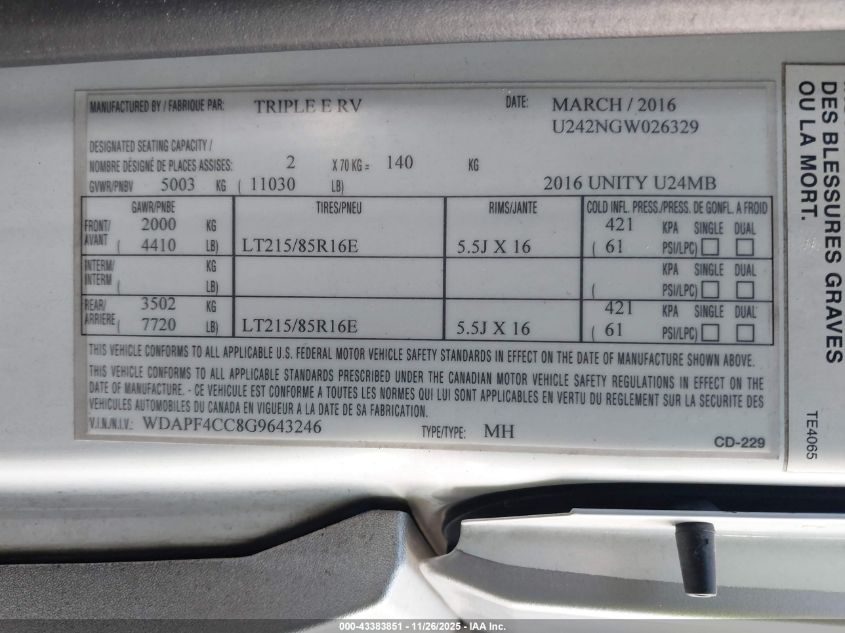 MANUFACTURED BY / FABRIQUE PAR: TRIPLE E RV DATE: MARCH / 2016
U242NGW026329
DESIGNATED SEATING CAPACITY /
NOMBRE DÉSIGNÉ DE PLACES ASSISES: 2 X 70 KG = 140 KG
GVWR/PNBV 5003 KG ( 11030 LB) 2016 UNITY U24MB
GAWR/PNBE TIRES/PNEU RIMS/JANTE COLD INFL. PRESS./PRESS. DE GONFL. A FROID
FRONT/ 2000 KG 421 KPA SINGLE DUAL
AVANT ( 4410 LB) LT215/85R16E 5.5J X 16 ( 61 PSI/LPC)
INTERM/ KG KPA SINGLE DUAL
INTERM ( LB) ( PSI/LPC)
REAR/ 3502 KG 421 KPA SINGLE DUAL
ARRIERE ( 7720 LB) LT215/85R16E 5.5J X 16 ( 61 PSI/LPC)
THIS VEHICLE CONFORMS TO ALL APPLICABLE U.S. FEDERAL MOTOR VEHICLE SAFETY STANDARDS IN EFFECT ON THE DATE OF MANUFACTURE SHOWN ABOVE.
THIS VEHICLE CONFORMS TO ALL APPLICABLE STANDARDS PRESCRIBED UNDER THE CANADIAN MOTOR VEHICLE SAFETY REGULATIONS IN EFFECT ON THE
DATE OF MANUFACTURE. - CE VEHICULE EST CONFORME A TOUTES LES NORMES QUI LUI SONT APPLICABLES EN VERTU DU REGLEMENT SUR LA SECURITE DES
VEHICULES AUTOMOBILES DU CANADA EN VIGUEUR A LA DATE DE SA FABRICATION.
V.I.N./N.I.V.: WDAPF4CC8G9643246 TYPE/TYPE: MH
CD-229
DES BLESSURES GRAVES
OU LA MORT.
TE4065
000-43383851 - 11/26/2025 - IAA Inc.